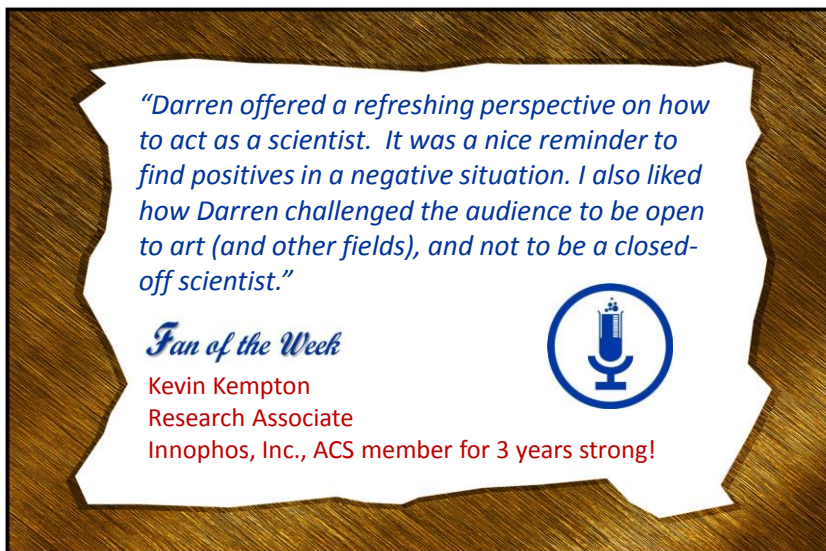 “Darren offered a refreshing perspective on how
to act as a scientist.  It was a nice reminder to
find positives in a negative situation. I also liked
how Darren challenged the audience to be open
to art (and other fields), and not to be a closed-
off scientist.”
Fan of the Week
Kevin Kempton
Research Associate
Innophos, Inc., ACS member for 3 years strong!